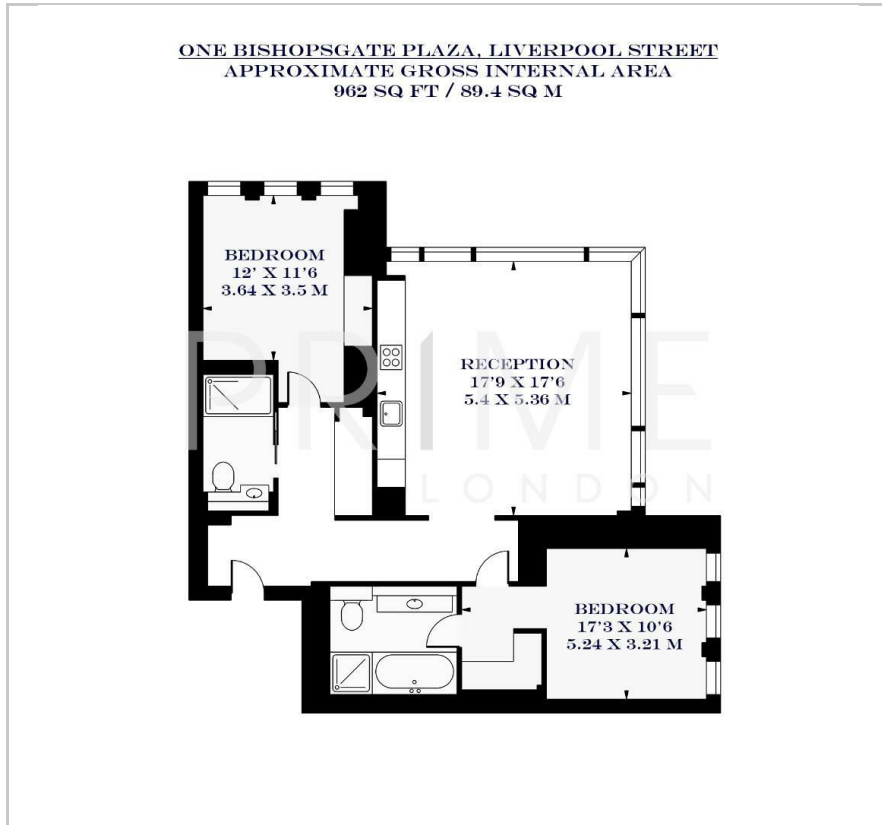 ONE BISHOPSGATE PLAZA, LIVERPOOL STREET
APPROXIMATE GROSS INTERNAL AREA
962 SQ FT / 89.4 SQ M
BEDROOM
12' X 11'6
3.64 X 3.5 M
RECEPTION
17'9 X 17'6
5.4 X 5.36 M
PRIME
LONDON
BEDROOM
17'3 X 10'6
5.24 X 3.21 M